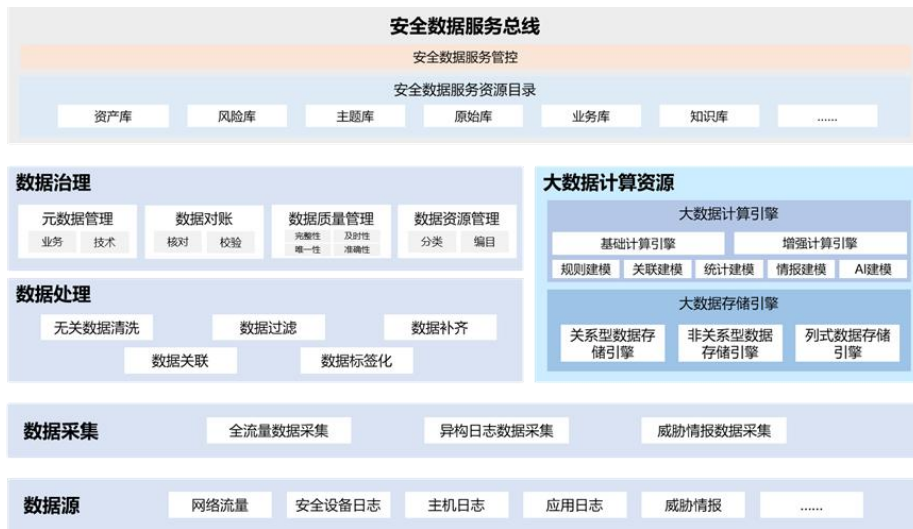 安全数据服务总线
安全数据服务管控
安全数据服务资源目录
资产库 风险库 主题库 原始库 业务库 知识库 ......
数据治理
元数据管理 数据对账 数据质量管理 数据资源管理
业务 技术 核对 校验 完整性 及时性 分类 编目
唯一性 准确性
数据处理
无关数据清洗 数据过滤 数据补齐
数据关联 数据标签化
大数据计算资源
大数据计算引擎
基础计算引擎 增强计算引擎
规则建模 关联建模 统计建模 情报建模 AI建模
大数据存储引擎
关系型数据存 非关系型数据 列式数据存储
储引擎 存储引擎 引擎
数据采集 全流量数据采集 异构日志数据采集 威胁情报数据采集
数据源 网络流量 安全设备日志 主机日志 应用日志 威胁情报 ......